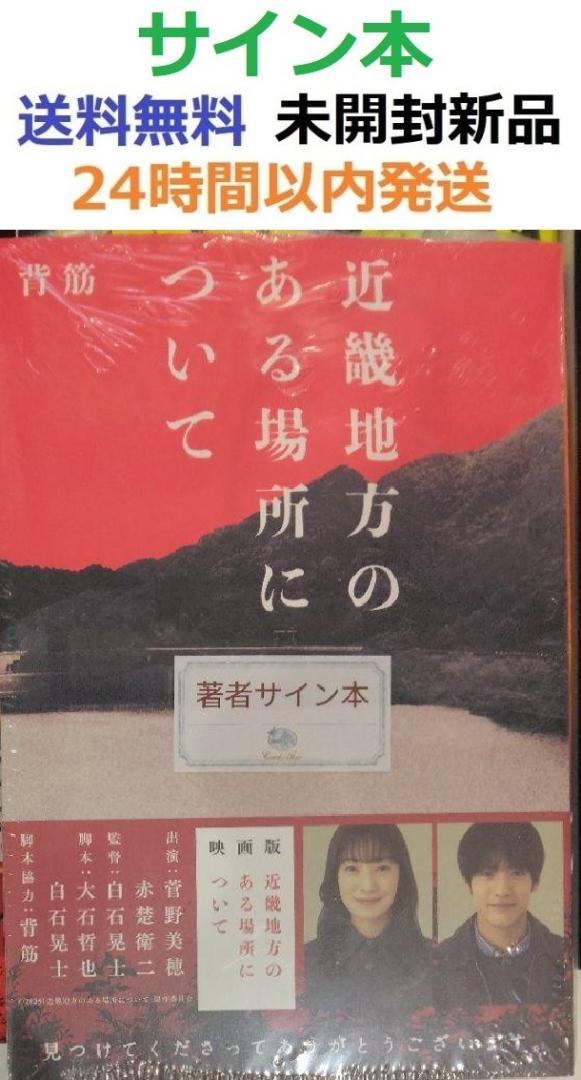 サイン本
送料無料 未開封新品
24時間以内発送
近畿地方の
ある場所に
ついて
背筋
著者サイン本
映画版
近畿地方の
ある場所に
ついて
出演:菅野美穂
赤楚衛二
監督:白石晃士
脚本:大石哲也
白石晃士
脚本協力:背筋
見つけてくださってありがとうございます。